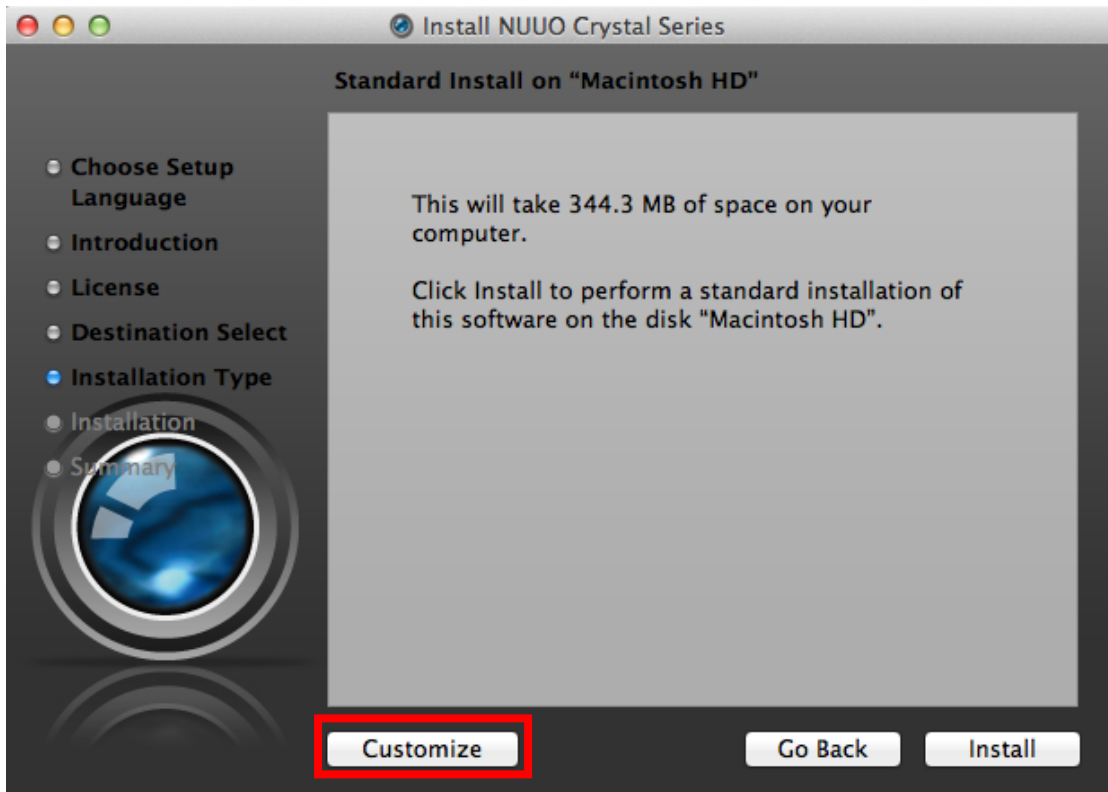 Install NUUO Crystal Series
Standard Install on “Macintosh HD"
Choose Setup
Language
Introduction
License
Destination Select
Installation Type
Installation
Summary
This will take 344.3 MB of space on your
computer.
Click Install to perform a standard installation of
this software on the disk “Macintosh HD”.
Customize
Go Back
Install